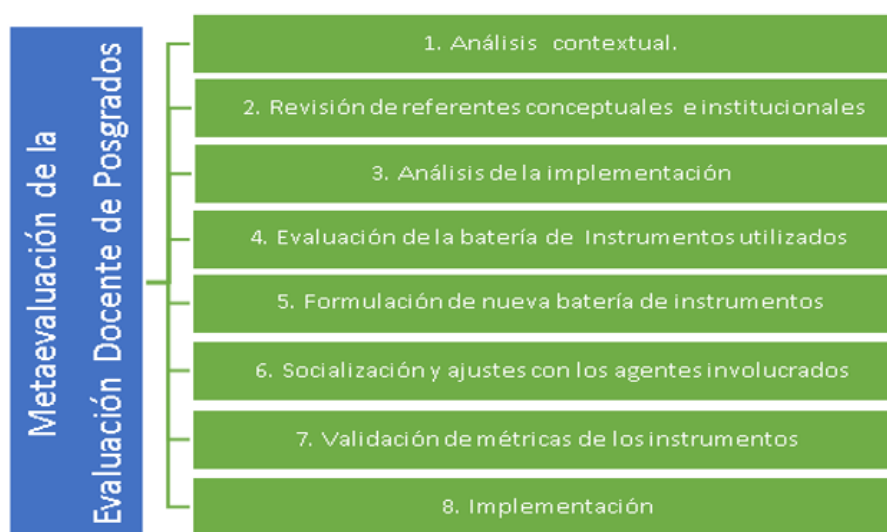 Metaevaluación de la
Evaluación Docente de Posgrados
1. Análisis contextual.
2. Revisión de referentes conceptuales e institucionales
3. Análisis de la implementación
4. Evaluación de la batería de Instrumentos utilizados
5. Formulación de nueva batería de instrumentos
6. Socialización y ajustes con los agentes involucrados
7. Validación de métricas de los instrumentos
8. Implementación